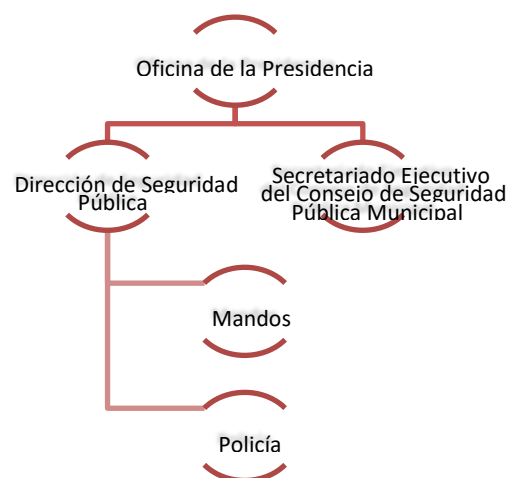 Oficina de la Presidencia
Dirección de Seguridad
Pública
Secretariado Ejecutivo
del Consejo de Seguridad
Pública Municipal
Mandos
Policía